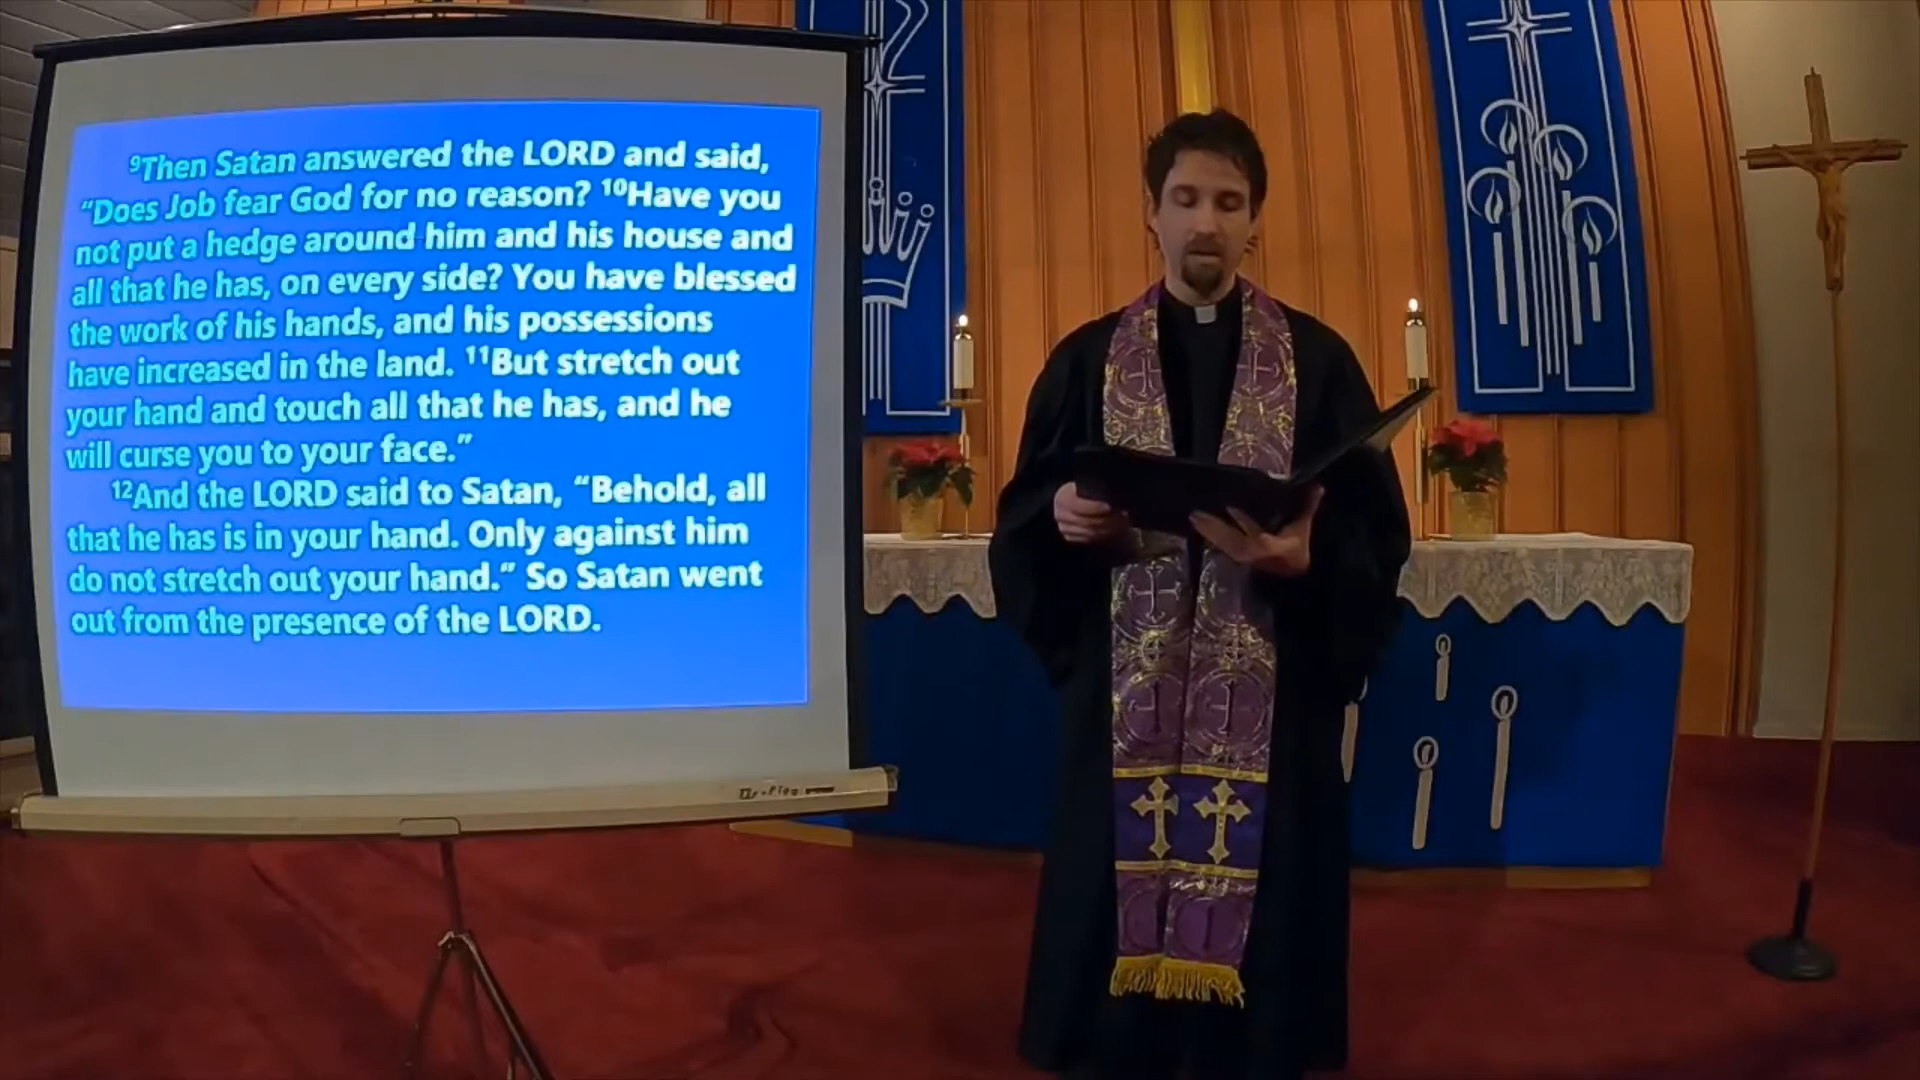 ⁹Then Satan answered the LORD and said,
“Does Job fear God for no reason? ¹⁰Have you
not put a hedge around him and his house and
all that he has, on every side? You have blessed
the work of his hands, and his possessions
have increased in the land. ¹¹But stretch out
your hand and touch all that he has, and he
will curse you to your face.”
¹²And the LORD said to Satan, “Behold, all
that he has is in your hand. Only against him
do not stretch out your hand.” So Satan went
out from the presence of the LORD.